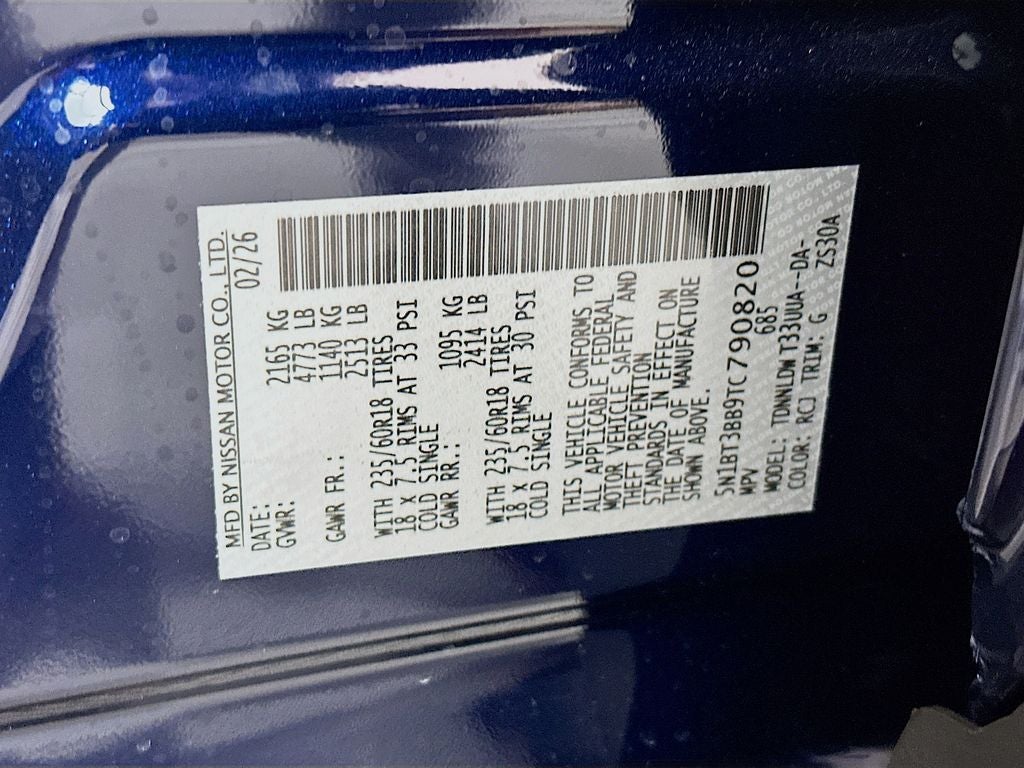 MFD BY NISSAN MOTOR CO., LTD.
DATE: 02/26
GVWR: 2165 KG
4773 LB
GAWR FR.: 1140 KG
2513 LB
WITH 235/60R18 TIRES
18 X 7.5 RIMS AT 33 PSI
COLD SINGLE
GAWR RR.: 1095 KG
2414 LB
WITH 235/60R18 TIRES
18 X 7.5 RIMS AT 30 PSI
COLD SINGLE
THIS VEHICLE CONFORMS TO
ALL APPLICABLE FEDERAL
MOTOR VEHICLE SAFETY AND
THEFT PREVENTION
STANDARDS IN EFFECT ON
THE DATE OF MANUFACTURE
SHOWN ABOVE.
5N1BT3BB9TC790820
MPV 685
MODEL: TDNNLDWT33UUA--DA-
COLOR: RCJ TRIM: G ZS30A